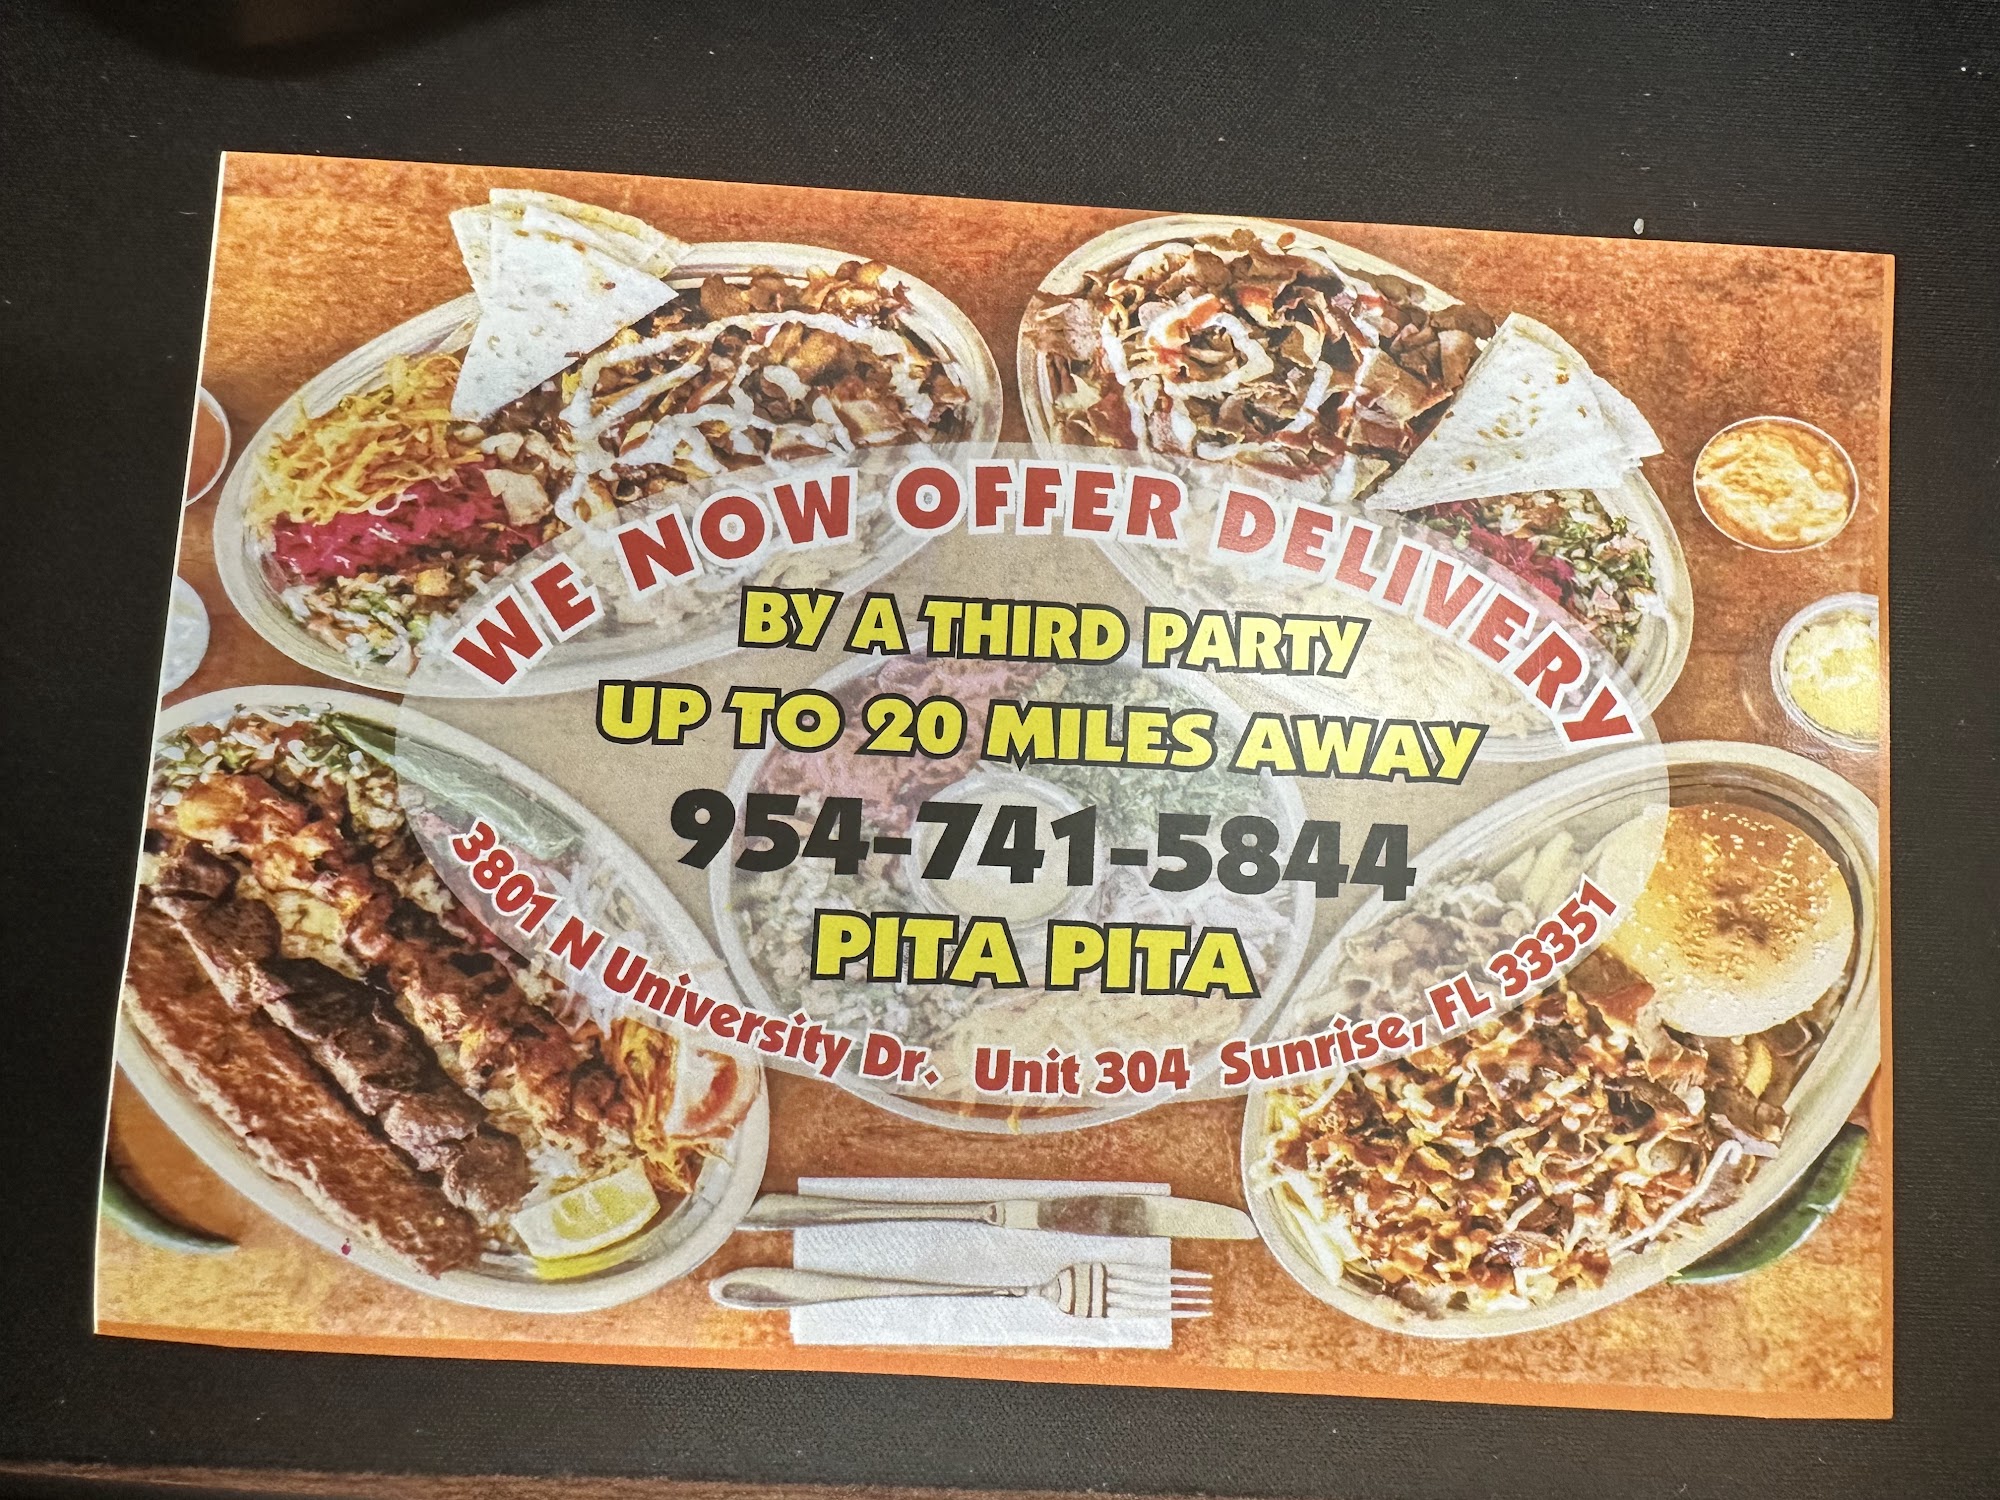 WE NOW OFFER DELIVERY
BY A THIRD PARTY
UP TO 20 MILES AWAY
954-741-5844
PITA PITA
3801 N University Dr. Unit 304 Sunrise, FL 33351